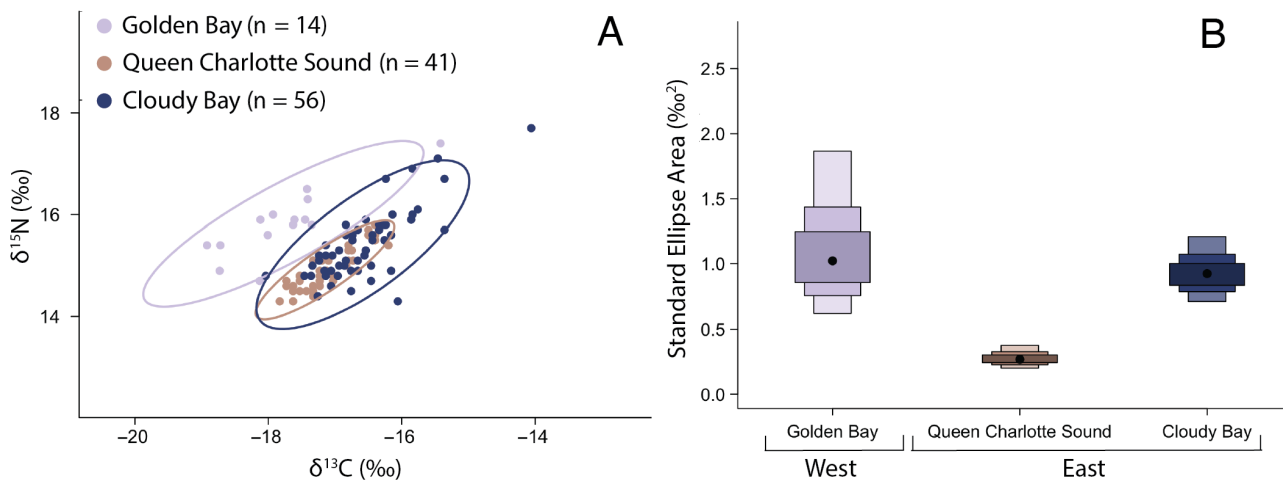 A
Golden Bay (n = 14)
Queen Charlotte Sound (n = 41)
Cloudy Bay (n = 56)
18
16
14
δ¹⁵N (‰)
−20
−18
−16
−14
δ¹³C (‰)
B
2.5
2.0
1.5
1.0
0.5
0.0
Standard Ellipse Area (‰²)
Golden Bay
Queen Charlotte Sound
Cloudy Bay
West
East